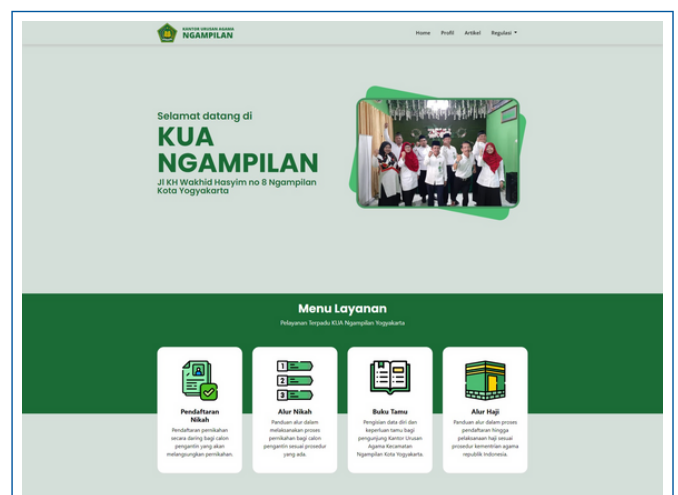 KANTOR URUSAN AGAMA
NGAMPILAN
Home Profil Artikel Regulasi
Selamat datang di
KUA
NGAMPILAN
Jl KH Wakhid Hasyim no 8 Ngampilan
Kota Yogyakarta
Menu Layanan
Pelayanan Terpadu KUA Ngampilan Yogyakarta
Pendaftaran
Nikah
Pendaftaran pernikahan
secara daring bagi calon
pengantin yang akan
melangsungkan pernikahan.
Alur Nikah
Panduan alur dalam
melaksanakan proses
pernikahan bagi calon
pengantin sesuai prosedur
yang ada.
Buku Tamu
Pengisian data diri dan
keperluan tamu bagi
pengunjung Kantor Urusan
Agama Kecamatan
Ngampilan Kota Yogyakarta.
Alur Haji
Panduan alur dalam proses
pendaftaran hingga
pelaksanaan haji sesuai
prosedur kementrian agama
republik Indonesia.